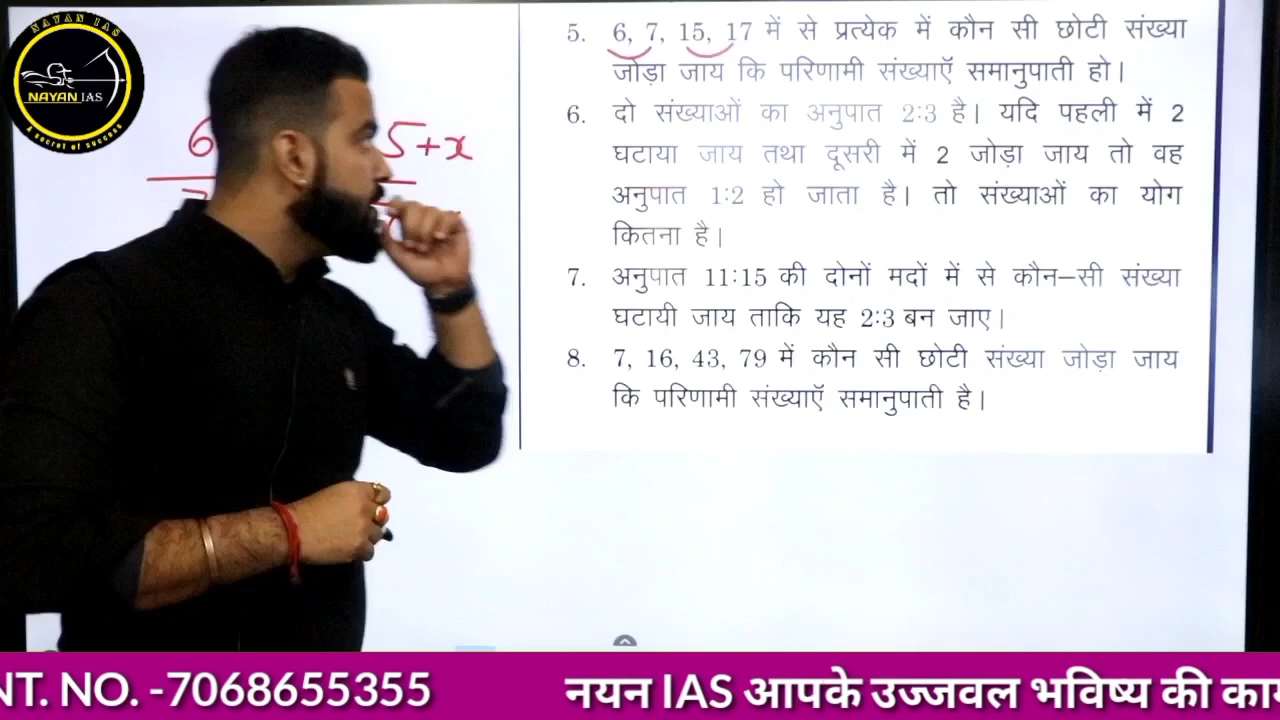 NAYAN IAS
NAYAN IAS
A secret of success
6
5+x
5. 6, 7, 15, 17 में से प्रत्येक में कौन सी छोटी संख्या
जोड़ा जाय कि परिणामी संख्याएँ समानुपाती हो।
6. दो संख्याओं का अनुपात 2:3 है। यदि पहली में 2
घटाया जाय तथा दूसरी में 2 जोड़ा जाय तो वह
अनुपात 1:2 हो जाता है। तो संख्याओं का योग
कितना है।
7. अनुपात 11:15 की दोनों मदों में से कौन–सी संख्या
घटायी जाय ताकि यह 2:3 बन जाए।
8. 7, 16, 43, 79 में कौन सी छोटी संख्या जोड़ा जाय
कि परिणामी संख्याएँ समानुपाती है।
NT. NO. -7068655355 नयन IAS आपके उज्जवल भविष्य की